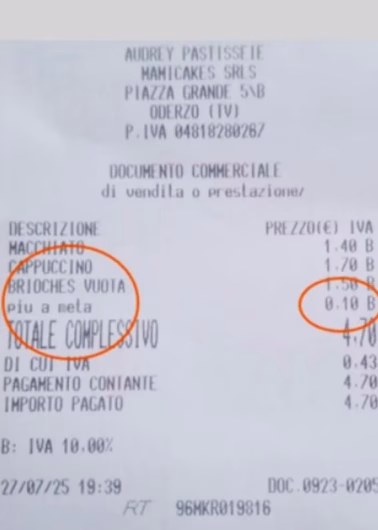 AUDREY PASTISSEIE
MAMICAKES SRLS
PIAZZA GRANDE 5\B
ODERZO (TV)
P.IVA 04818280267
DOCUMENTO COMMERCIALE
di vendita o prestazione/
DESCRIZIONE PREZZO(€) IVA
MACCHIATO 1.40 B
CAPPUCCINO 1.70 B
BRIOCHES VUOTA 1.50 B
piu a meta 0.10 B
TOTALE COMPLESSIVO 4.70
DI CUI IVA 0.43
PAGAMENTO CONTANTE 4.70
IMPORTO PAGATO 4.70
B: IVA 10.00%
27/07/25 19:39 DOC.0923-0205
RT 96MKR019816